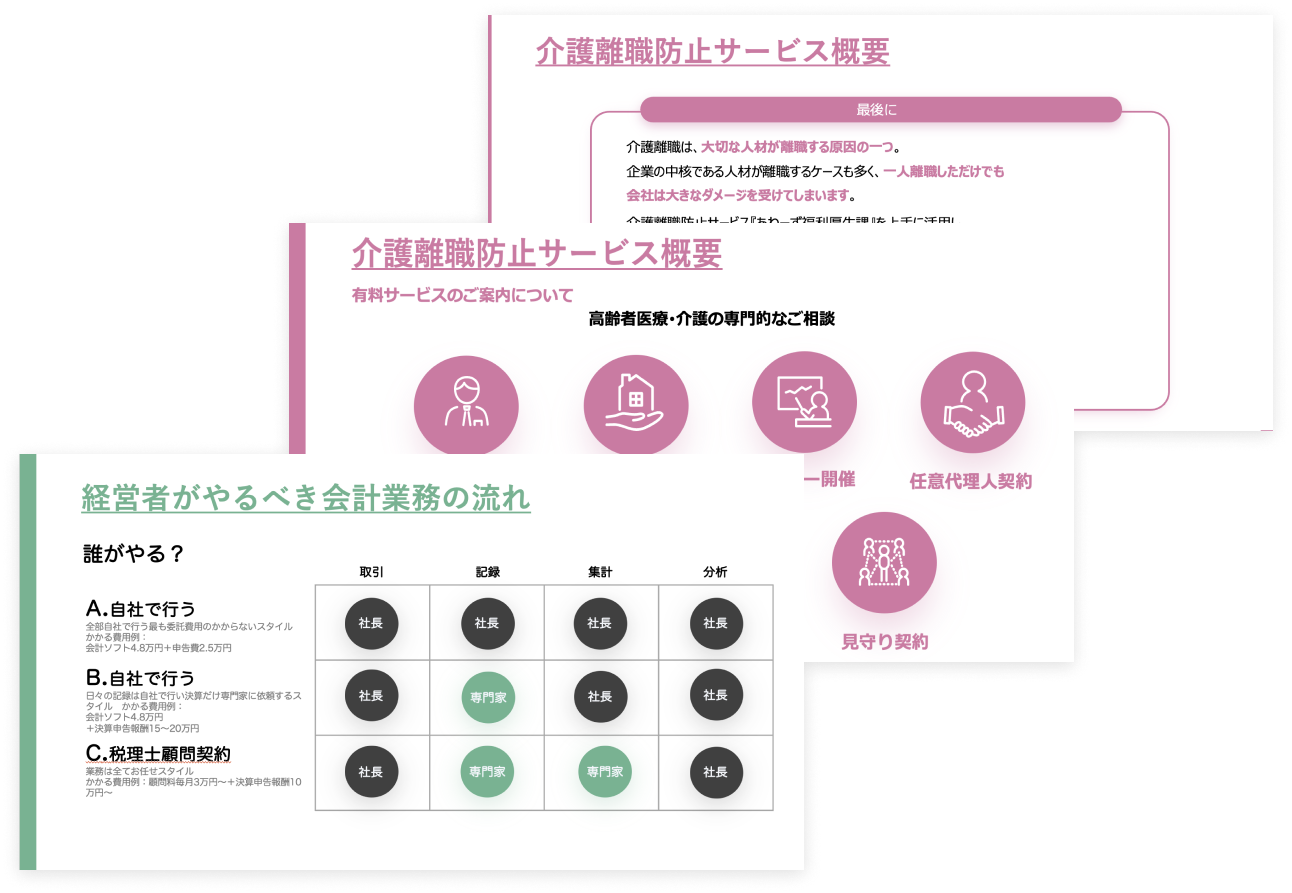 介護離職防止サービス概要
最後に
介護離職は、大切な人材が離職する原因の一つ。
企業の中核である人材が離職するケースも多く、一人離職しただけでも
会社は大きなダメージを受けてしまいます。
介護離職防止サービス概要
有料サービスのご案内について
高齢者医療・介護の専門的なご相談
ー開催
任意代理人契約
見守り契約
経営者がやるべき会計業務の流れ
誰がやる？
取引 記録 集計 分析
A.自社で行う
全部自社で行う最も委託費用のかからないスタイル
かかる費用例：
会計ソフト4.8万円＋申告費2.5万円
社長 社長 社長 社長
B.自社で行う
日々の記録は自社で行い決算だけ専門家に依頼するス
タイル　かかる費用例：
会計ソフト4.8万円
＋決算申告報酬15〜20万円
社長 専門家 社長 社長
C.税理士顧問契約
業務は全てお任せスタイル
かかる費用例：顧問料毎月3万円〜＋決算申告報酬10
万円〜
社長 専門家 専門家 社長